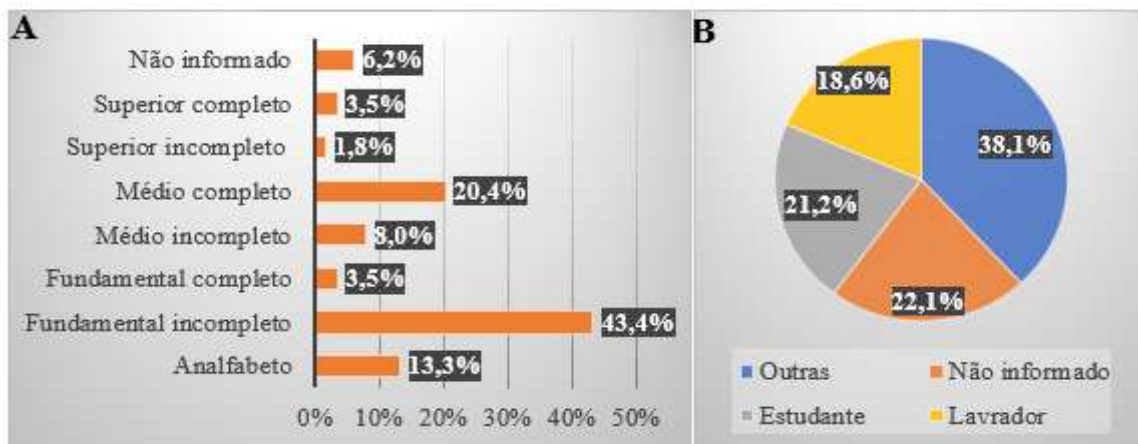 A
Não informado 6,2%
Superior completo 3,5%
Superior incompleto 1,8%
Médio completo 20,4%
Médio incompleto 8,0%
Fundamental completo 3,5%
Fundamental incompleto 43,4%
Analfabeto 13,3%
0% 10% 20% 30% 40% 50%
B
18,6%
38,1%
21,2%
22,1%
Outras Não informado
Estudante Lavrador